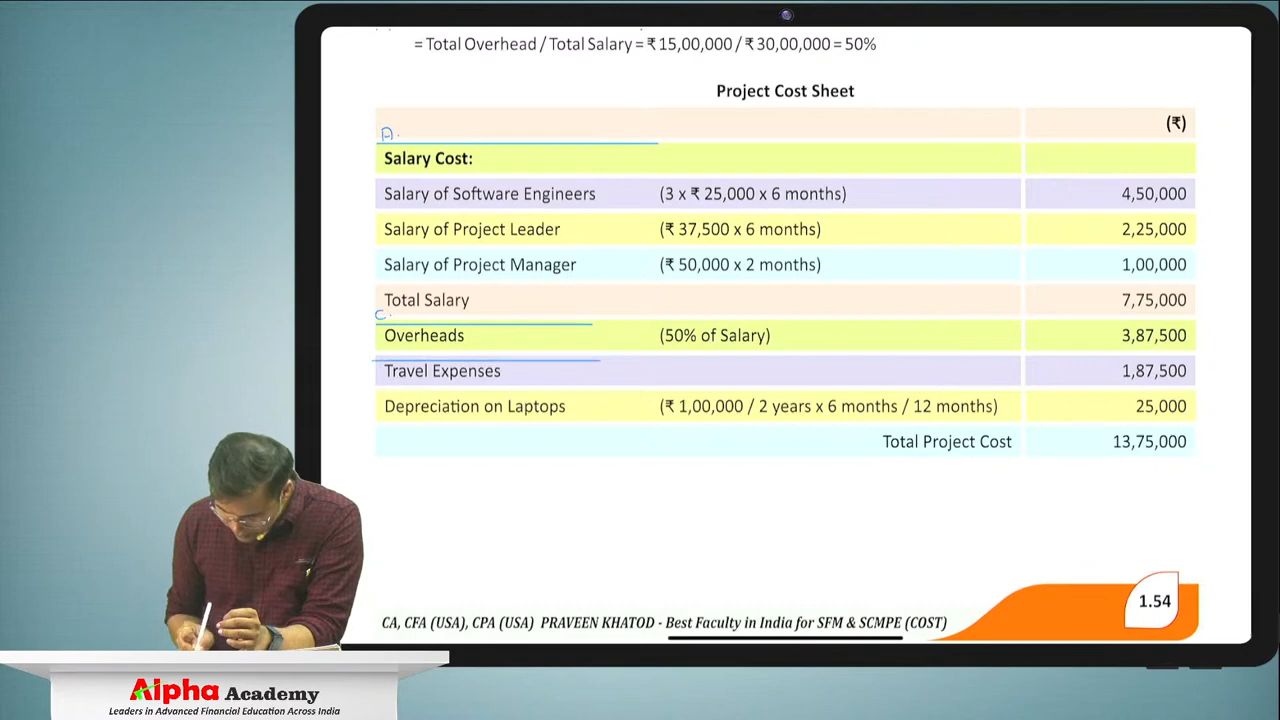 = Total Overhead / Total Salary = ₹ 15,00,000 / ₹ 30,00,000 = 50%
Project Cost Sheet
(₹)
A.
Salary Cost:
Salary of Software Engineers (3 x ₹ 25,000 x 6 months) 4,50,000
Salary of Project Leader (₹ 37,500 x 6 months) 2,25,000
Salary of Project Manager (₹ 50,000 x 2 months) 1,00,000
Total Salary 7,75,000
C.
Overheads (50% of Salary) 3,87,500
Travel Expenses 1,87,500
Depreciation on Laptops (₹ 1,00,000 / 2 years x 6 months / 12 months) 25,000
Total Project Cost 13,75,000
1.54
CA, CFA (USA), CPA (USA) PRAVEEN KHATOD - Best Faculty in India for SFM & SCMPE (COST)
Alpha Academy
Leaders in Advanced Financial Education Across India